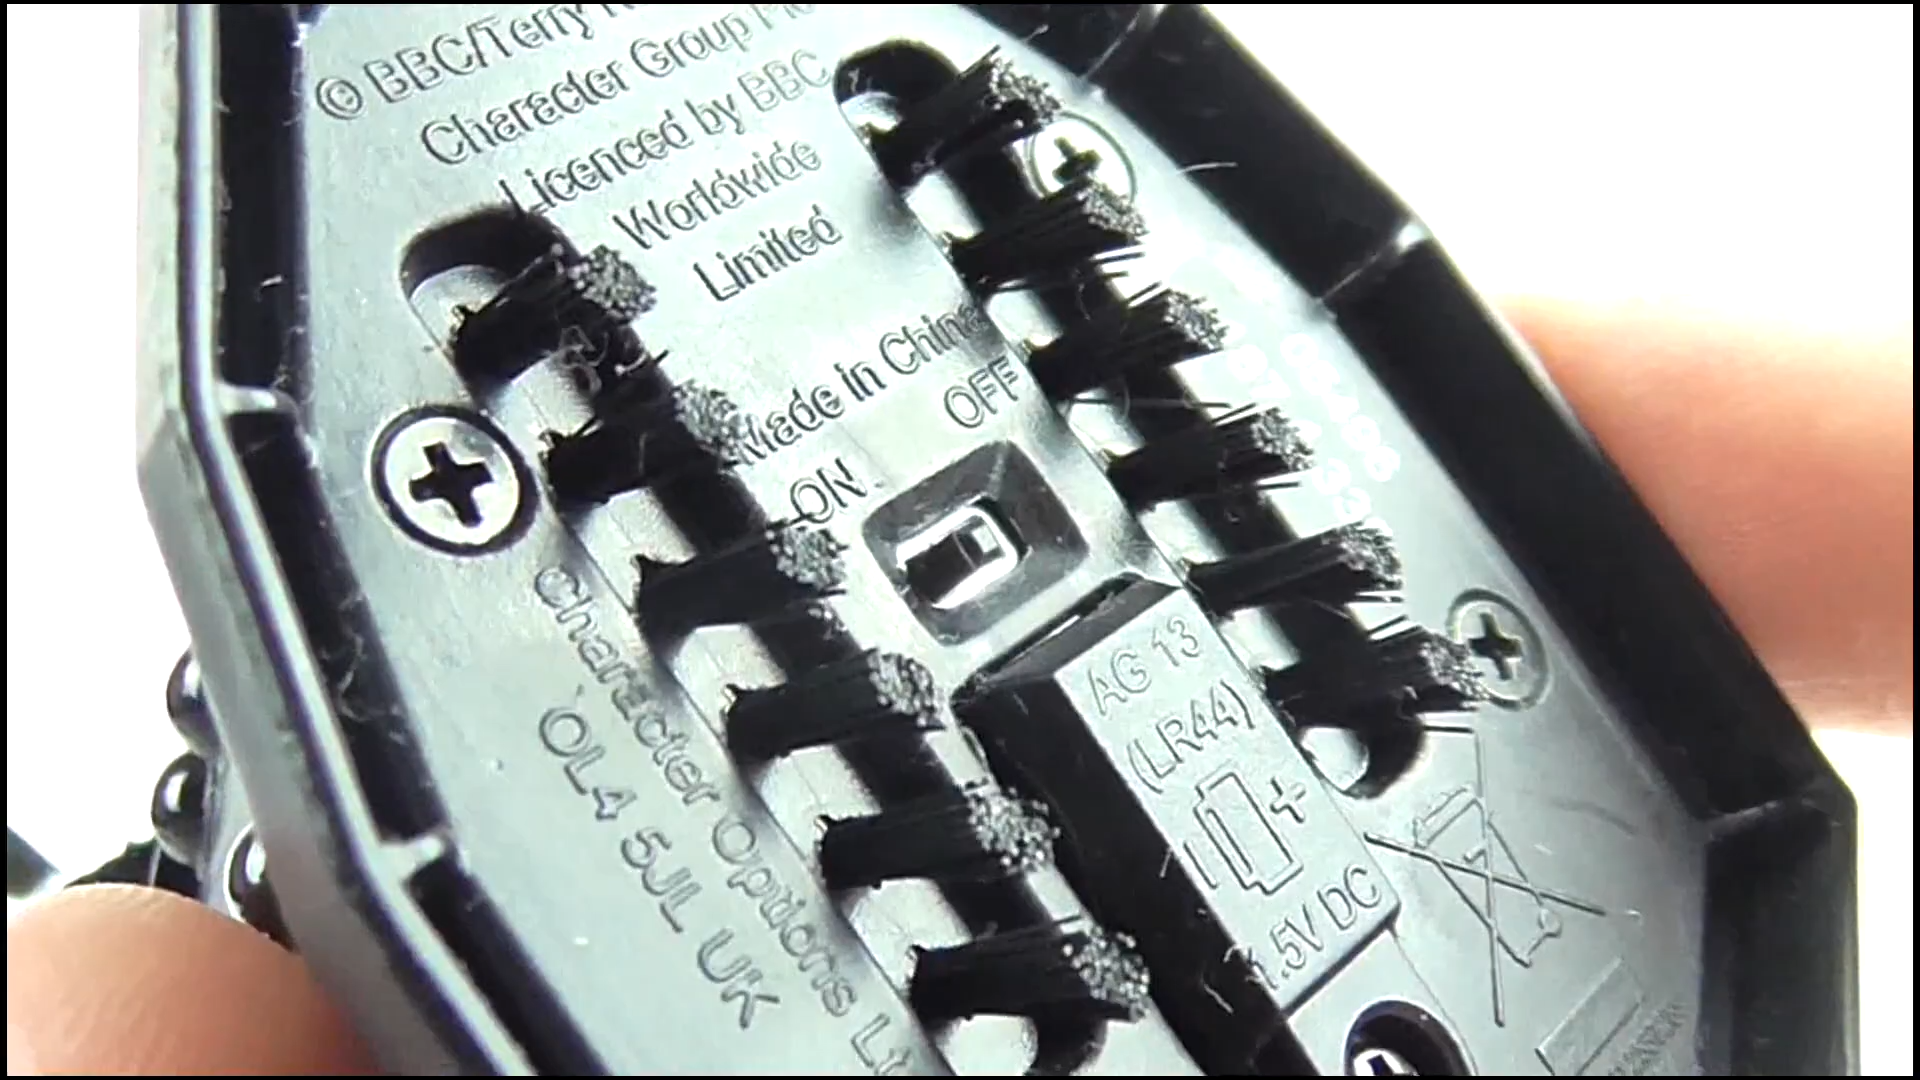 © BBC/Terry
Character Group Plc
Licenced by BBC
Worldwide
Limited
Made in China
OFF
ON
Character Options Lt
OL4 5JL UK
AG 13
(LR44)
+
1.5V DC